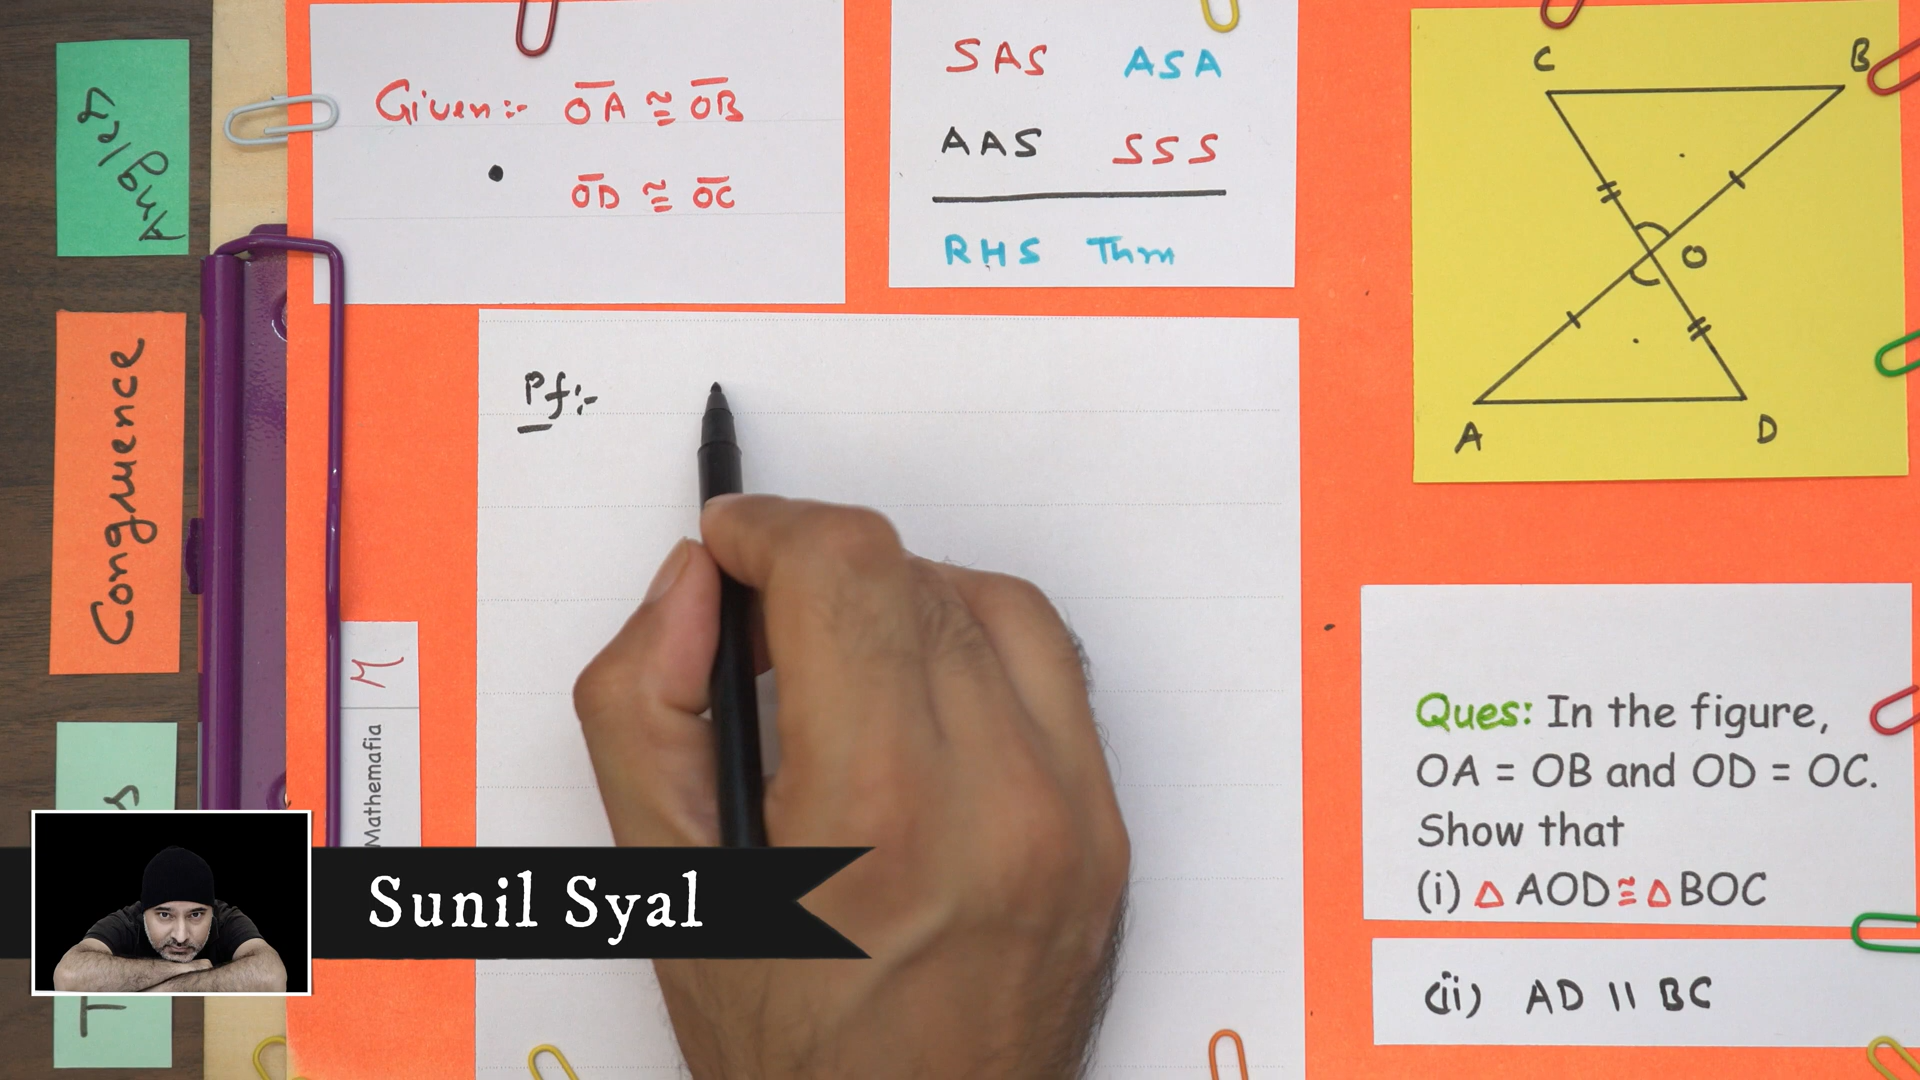 Angles
Congruence
Given:- OA ≅ OB
OD ≅ OC
SAS ASA
AAS SSS
RHS Thm
C B
O
A D
Pf:-
M
Mathemafia
Ques: In the figure,
OA = OB and OD = OC.
Show that
(i) △ AOD ≅ △ BOC
(ii) AD || BC
Sunil Syal